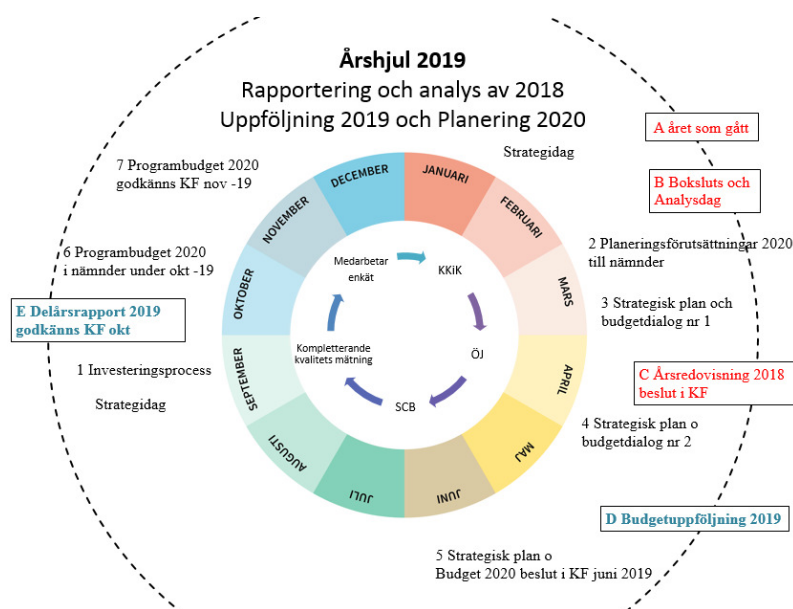 Årshjul 2019
Rapportering och analys av 2018
Uppföljning 2019 och Planering 2020
Strategidag
A året som gått
B Boksluts och
Analysdag
2 Planeringsförutsättningar 2020
till nämnder
3 Strategisk plan och
budgetdialog nr 1
C Årsredovisning 2018
beslut i KF
4 Strategisk plan o
budgetdialog nr 2
D Budgetuppföljning 2019
5 Strategisk plan o
Budget 2020 beslut i KF juni 2019
Strategidag
1 Investeringsprocess
E Delårsrapport 2019
godkänns KF okt
6 Programbudget 2020
i nämnder under okt -19
7 Programbudget 2020
godkänns KF nov -19
JANUARI
FEBRUARI
MARS
APRIL
MAJ
JUNI
JULI
AUGUSTI
SEPTEMBER
OKTOBER
NOVEMBER
DECEMBER
KKiK
ÖJ
SCB
Kompletterande
kvalitets mätning
Medarbetar
enkät